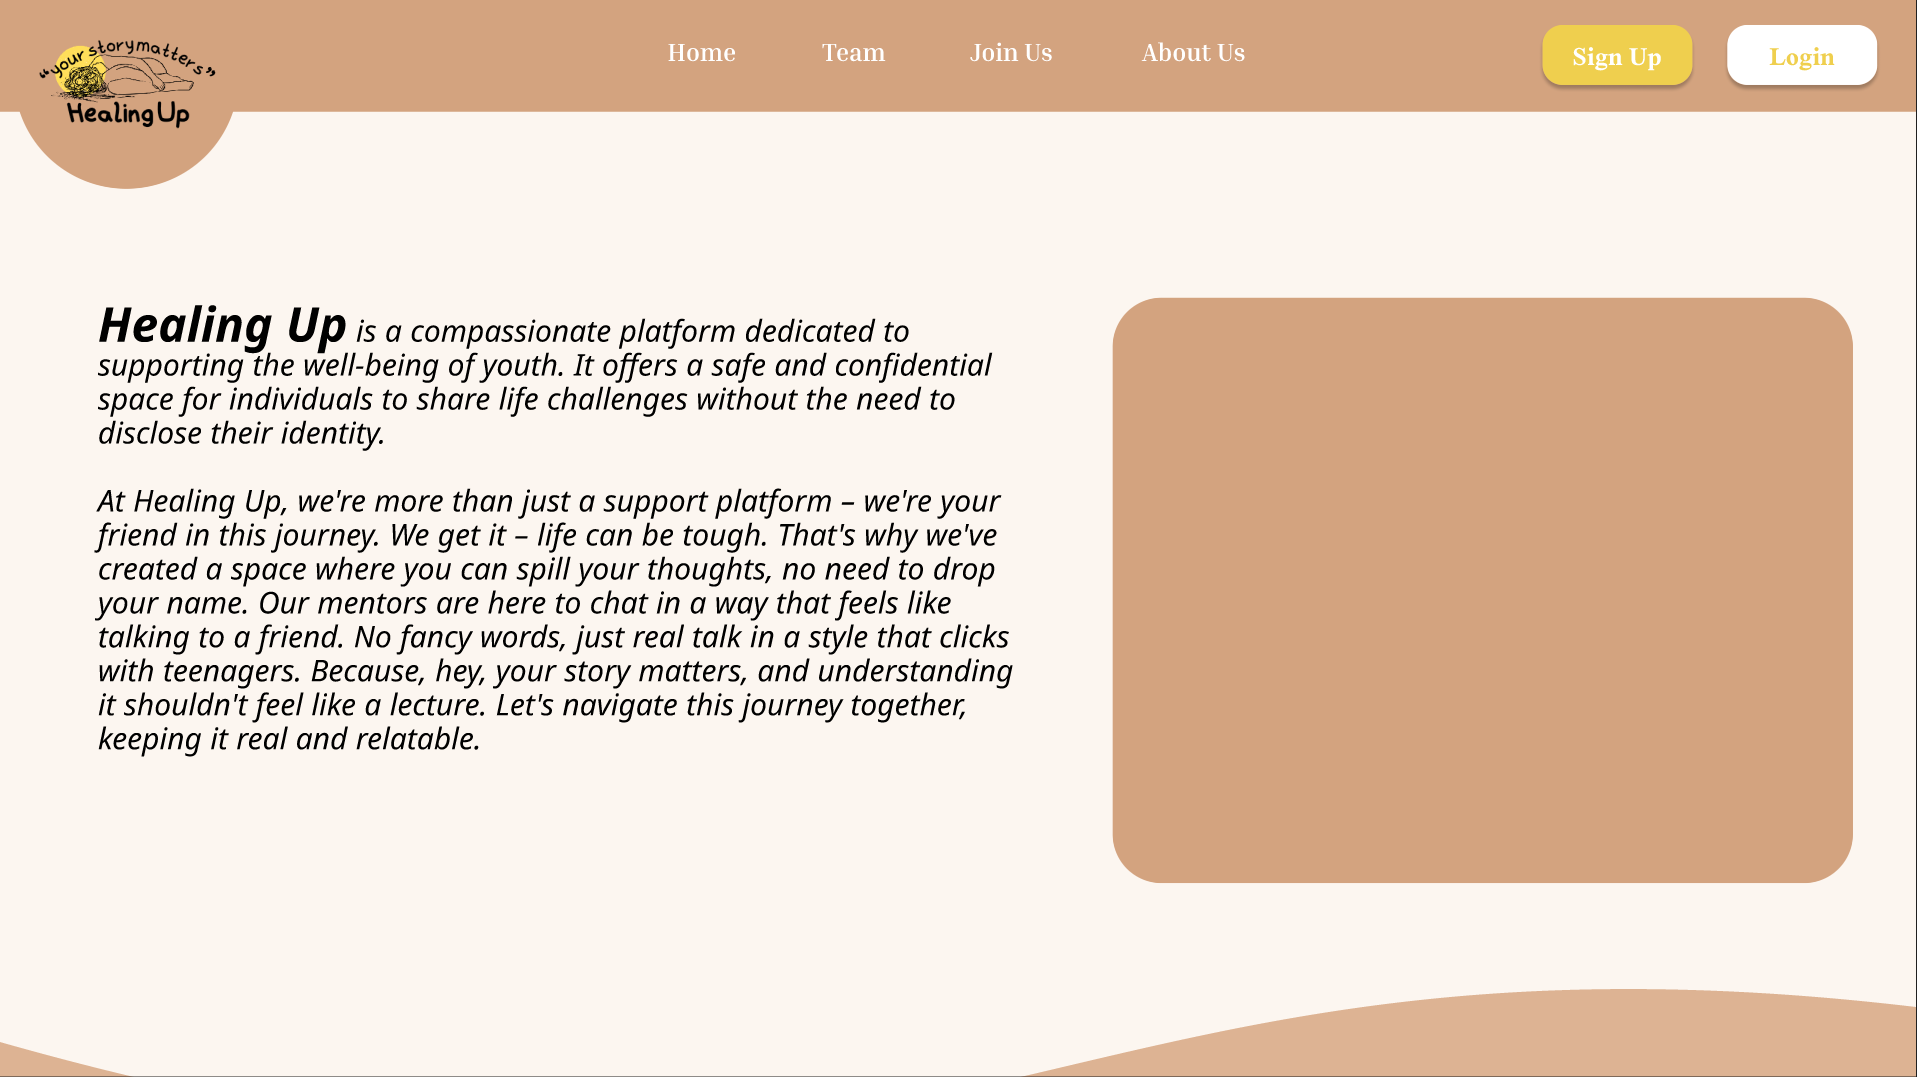 “your story matters”
Healing Up
Home
Team
Join Us
About Us
Sign Up
Login
Healing Up is a compassionate platform dedicated to
supporting the well-being of youth. It offers a safe and confidential
space for individuals to share life challenges without the need to
disclose their identity.
At Healing Up, we're more than just a support platform – we're your
friend in this journey. We get it – life can be tough. That's why we've
created a space where you can spill your thoughts, no need to drop
your name. Our mentors are here to chat in a way that feels like
talking to a friend. No fancy words, just real talk in a style that clicks
with teenagers. Because, hey, your story matters, and understanding
it shouldn't feel like a lecture. Let's navigate this journey together,
keeping it real and relatable.